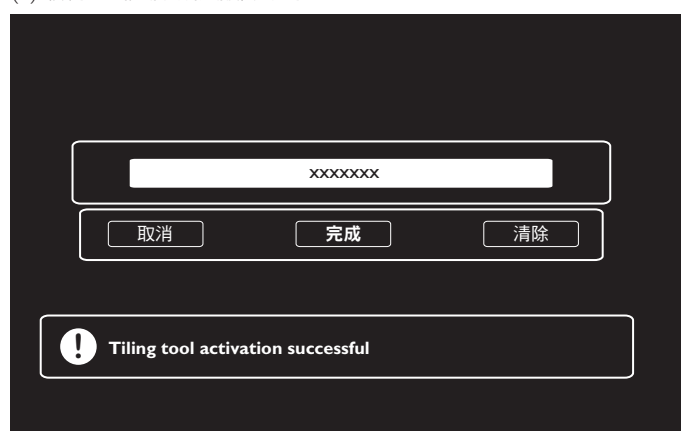 xxxxxxx
取消 完成 清除
Tiling tool activation successful